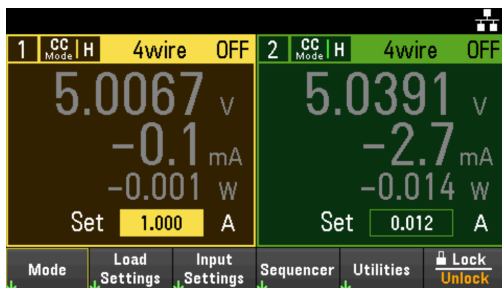 1 CC Mode H 4wire OFF
5.0067 V
-0.1 mA
-0.001 W
Set 1.000 A
2 CC Mode H 4wire OFF
5.0391 V
-2.7 mA
-0.014 W
Set 0.012 A
Mode
Load Settings
Input Settings
Sequencer
Utilities
Lock
Unlock